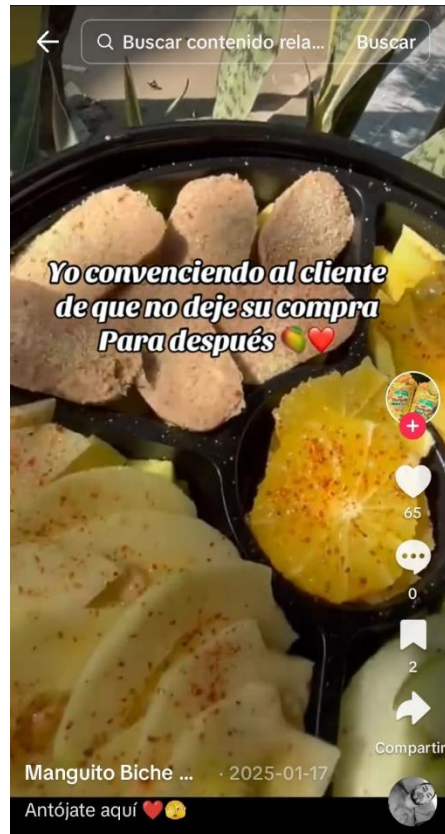 Buscar contenido rela... Buscar
Yo convenciendo al cliente
de que no deje su compra
Para después 🥭❤️
65
0
2
Compartir
Manguito Biche ... · 2025-01-17
Antójate aquí ❤️🫣